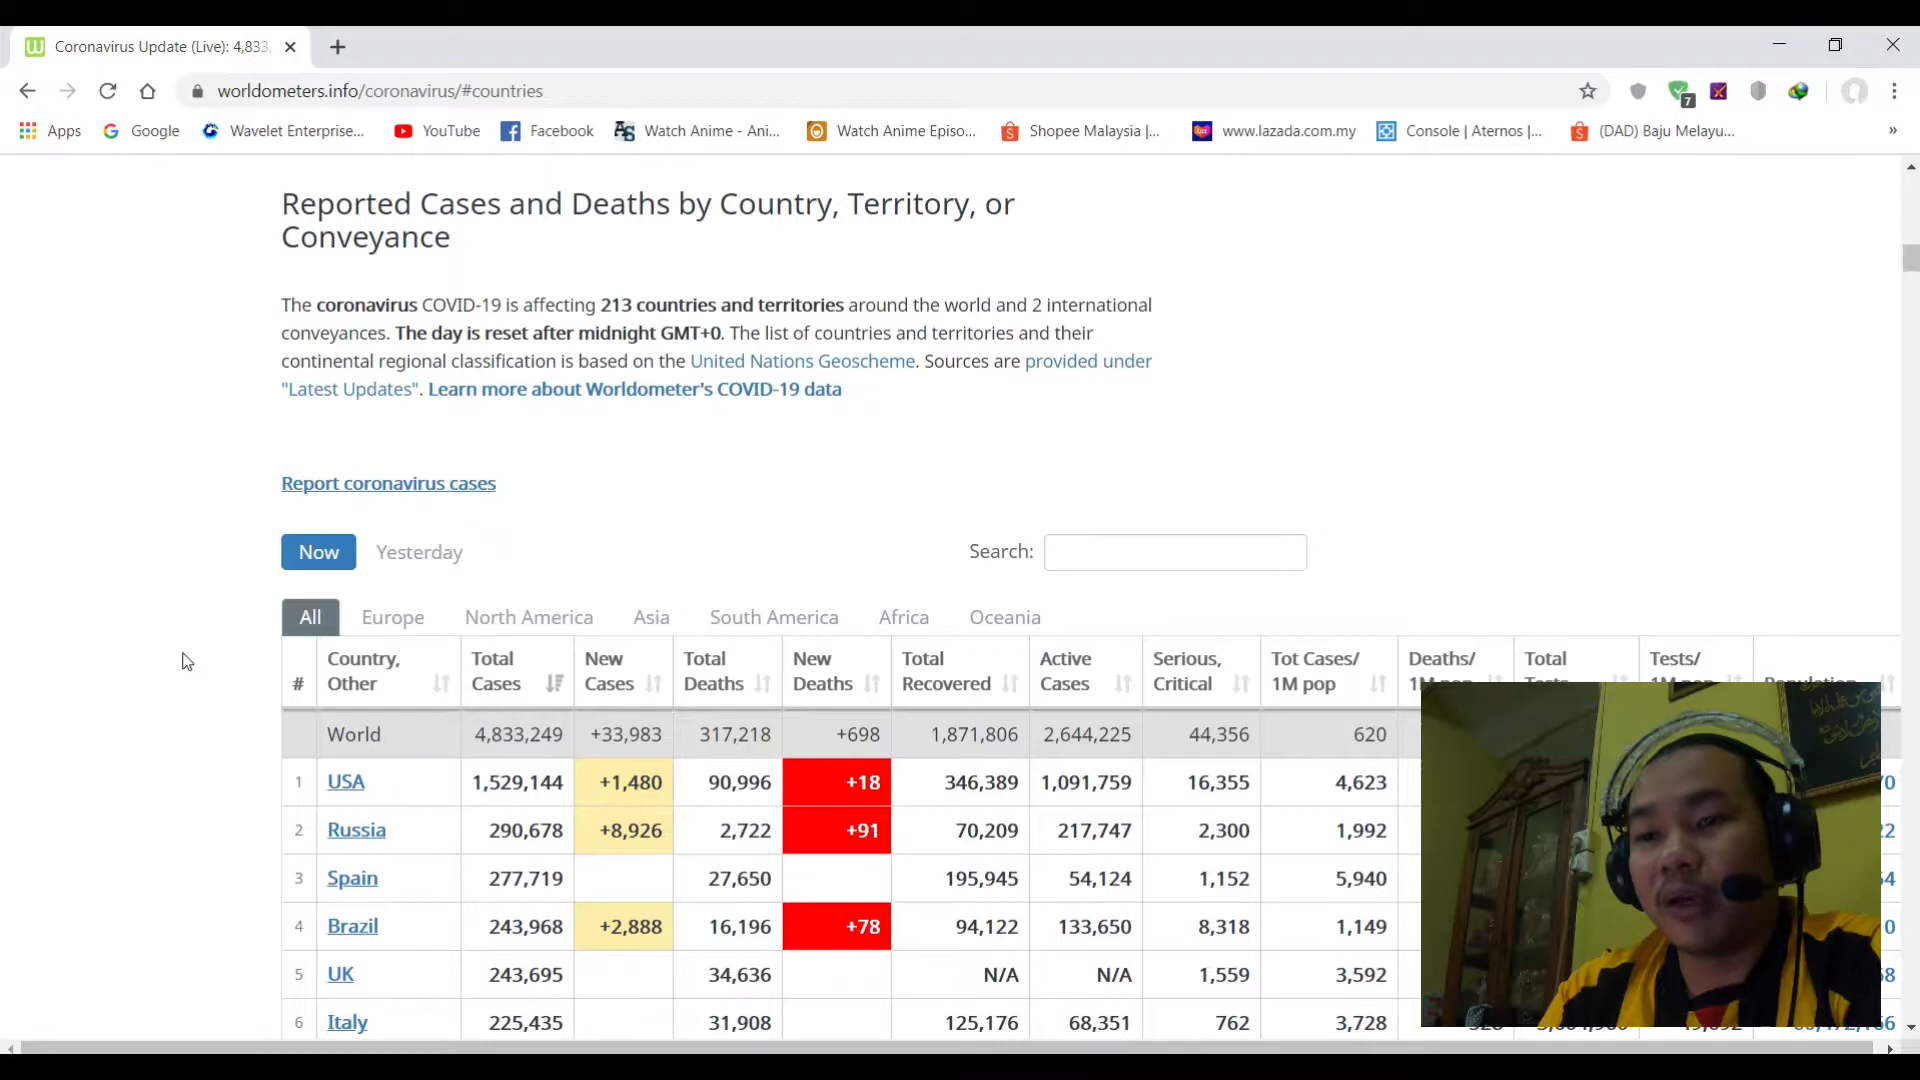 Coronavirus Update (Live): 4,833,
worldometers.info/coronavirus/#countries
7
Apps Google Wavelet Enterprise... YouTube Facebook Watch Anime - Ani... Watch Anime Episo... Shopee Malaysia |... www.lazada.com.my Console | Aternos |... (DAD) Baju Melayu... »
Reported Cases and Deaths by Country, Territory, or
Conveyance
The coronavirus COVID-19 is affecting 213 countries and territories around the world and 2 international
conveyances. The day is reset after midnight GMT+0. The list of countries and territories and their
continental regional classification is based on the United Nations Geoscheme. Sources are provided under
"Latest Updates". Learn more about Worldometer's COVID-19 data
Report coronavirus cases
Now Yesterday Search:
All Europe North America Asia South America Africa Oceania
# Country, Other Total Cases New Cases Total Deaths New Deaths Total Recovered Active Cases Serious, Critical Tot Cases/ 1M pop Deaths/ 1M pop Total Tests Tests/ 1M pop Population
World 4,833,249 +33,983 317,218 +698 1,871,806 2,644,225 44,356 620
1 USA 1,529,144 +1,480 90,996 +18 346,389 1,091,759 16,355 4,623
2 Russia 290,678 +8,926 2,722 +91 70,209 217,747 2,300 1,992
3 Spain 277,719 27,650 195,945 54,124 1,152 5,940
4 Brazil 243,968 +2,888 16,196 +78 94,122 133,650 8,318 1,149
5 UK 243,695 34,636 N/A N/A 1,559 3,592
6 Italy 225,435 31,908 125,176 68,351 762 3,728